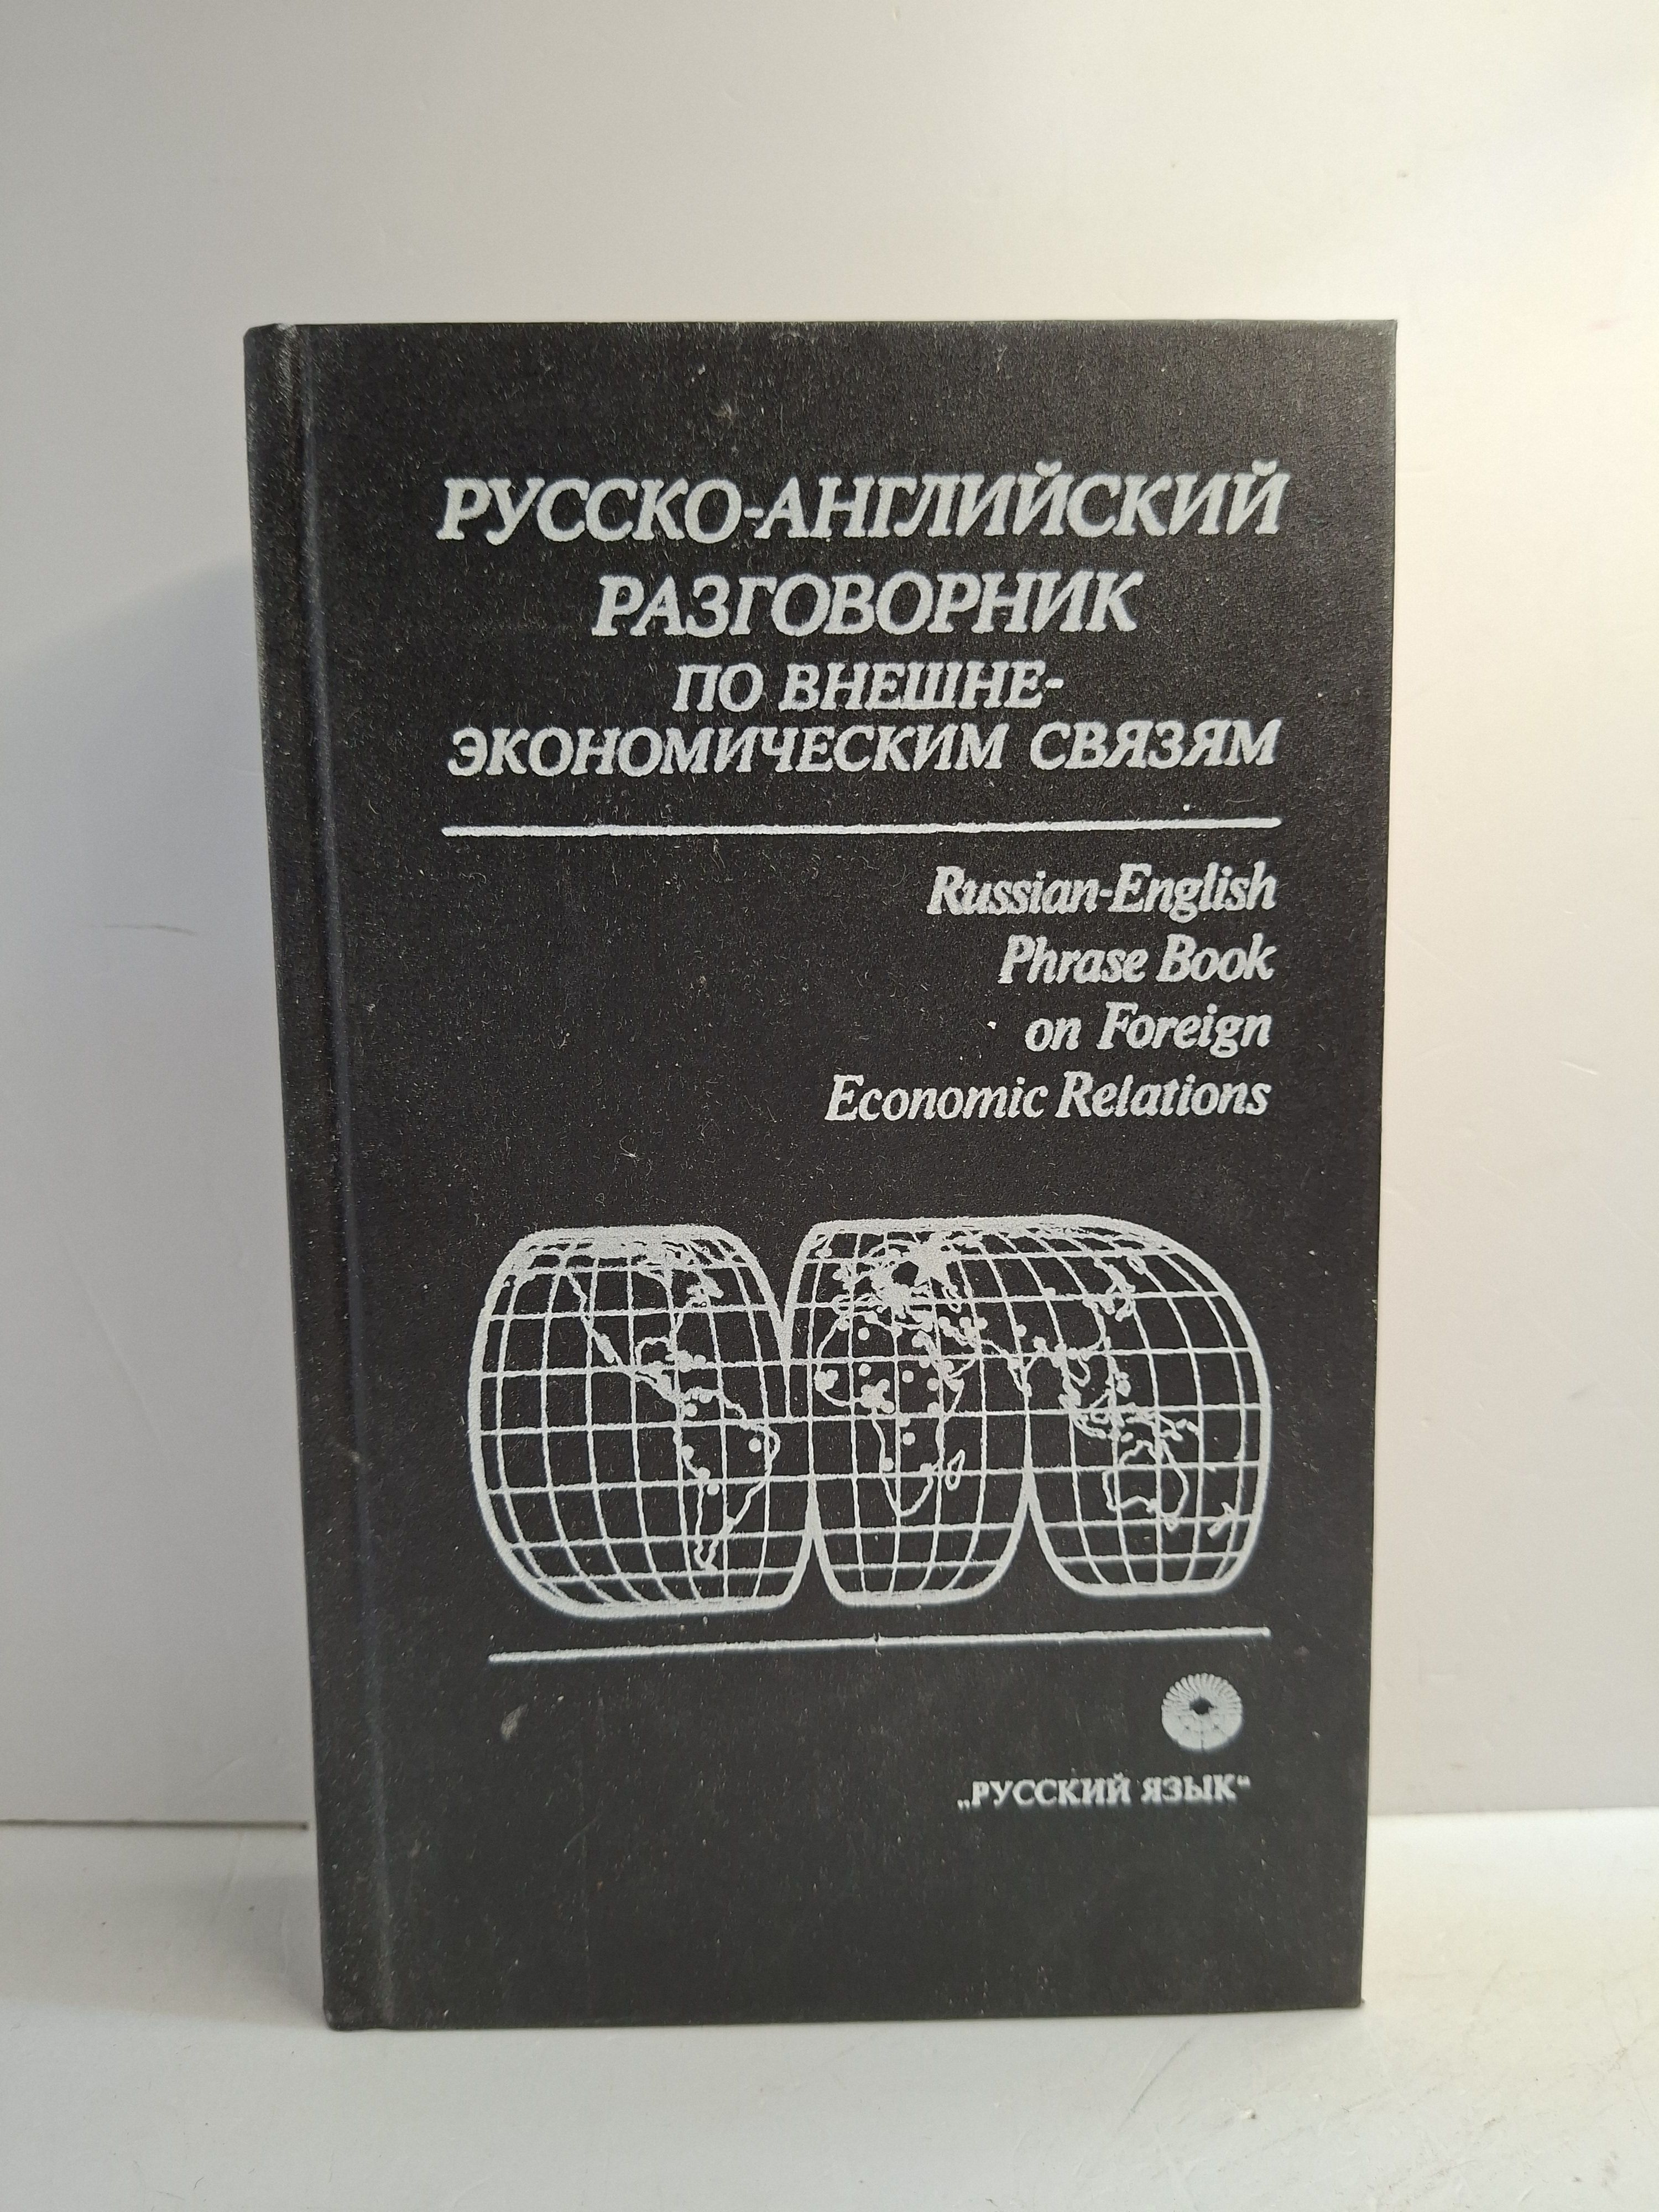 РУССКО-АНГЛИЙСКИЙ
РАЗГОВОРНИК
ПО ВНЕШНЕ-
ЭКОНОМИЧЕСКИМ СВЯЗЯМ
Russian-English
Phrase Book
on Foreign
Economic Relations
„РУССКИЙ ЯЗЫК“